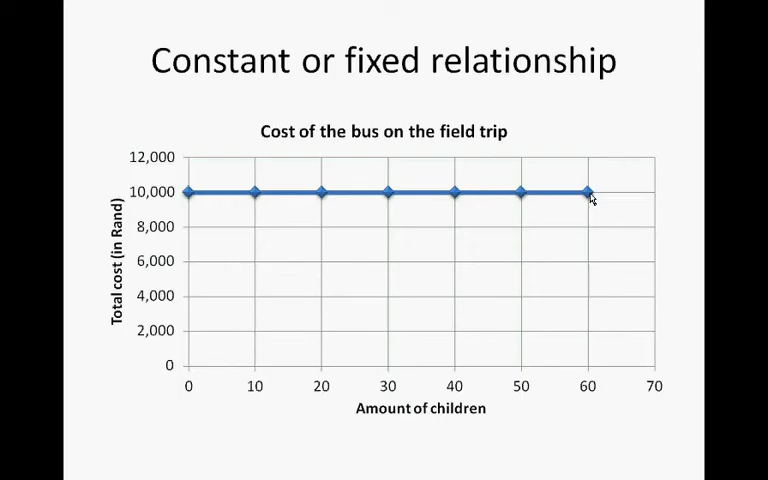 Constant or fixed relationship
Cost of the bus on the field trip
12,000
10,000
8,000
6,000
4,000
2,000
0
Total cost (in Rand)
0 10 20 30 40 50 60 70
Amount of children